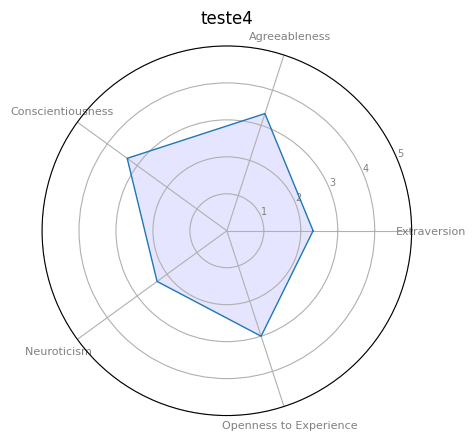 teste4
Agreeableness
Conscientiousness
5
4
3
2
1
Extraversion
Neuroticism
Openness to Experience